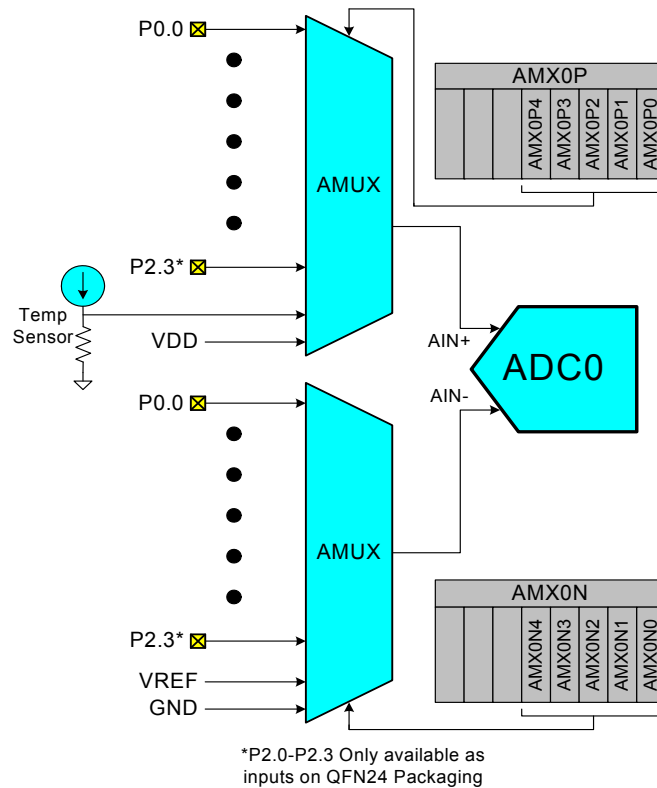 P0.0
AMX0P
AMX0P4
AMX0P3
AMX0P2
AMX0P1
AMX0P0
AMUX
P2.3*
Temp
Sensor
VDD
AIN+
ADC0
AIN-
P0.0
AMUX
AMX0N
AMX0N4
AMX0N3
AMX0N2
AMX0N1
AMX0N0
P2.3*
VREF
GND
*P2.0-P2.3 Only available as
inputs on QFN24 Packaging